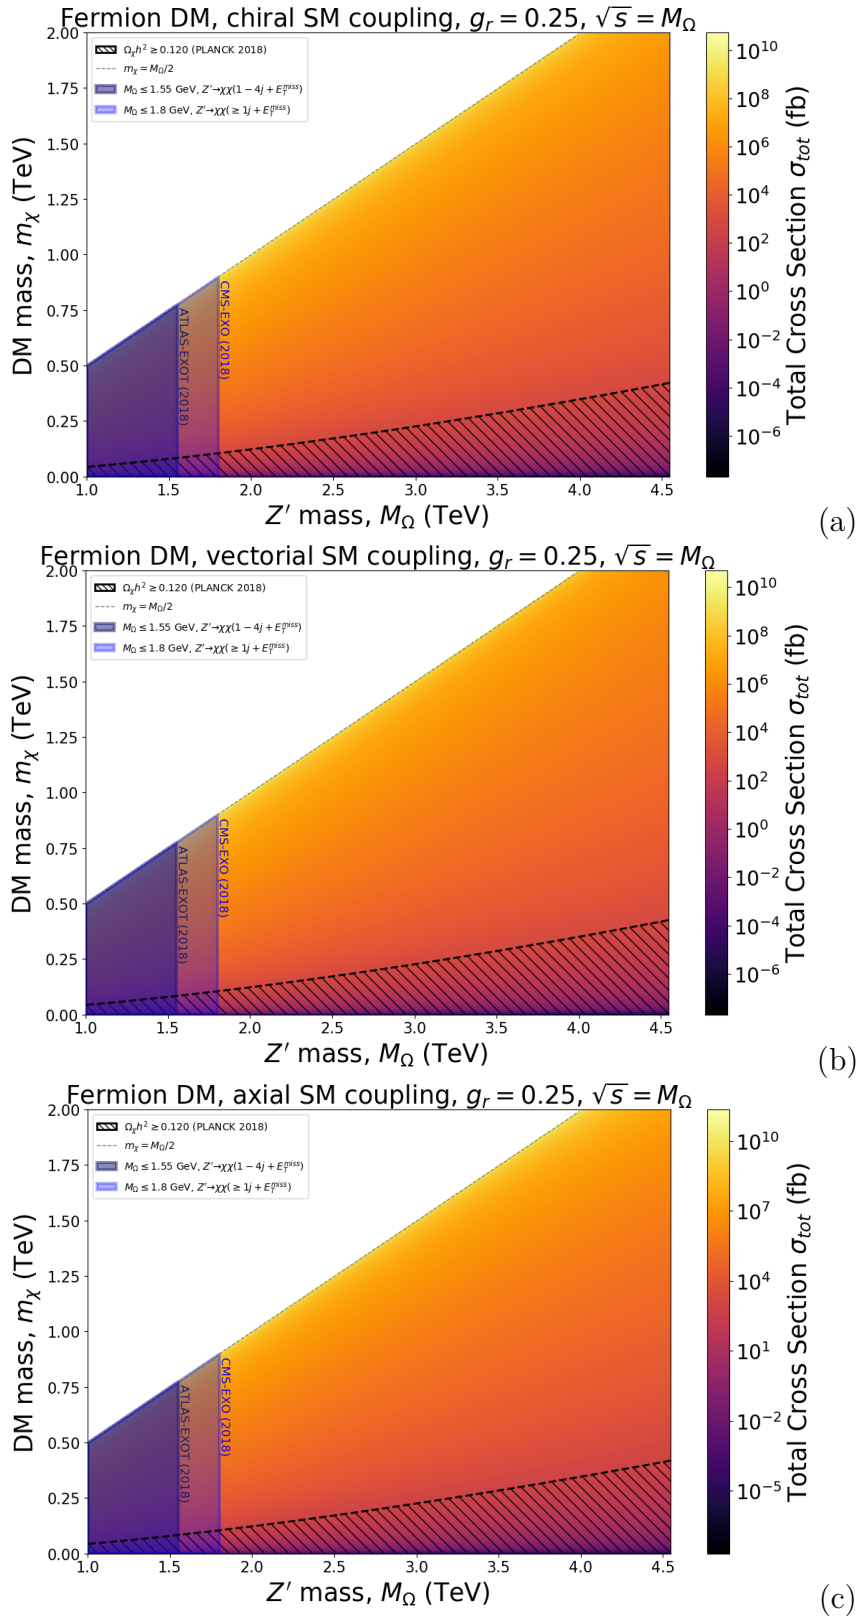 Fermion DM, chiral SM coupling, $g_r = 0.25$, $\sqrt{s} = M_\Omega$
$\Omega_\chi h^2 \geq 0.120$ (PLANCK 2018)
$m_\chi = M_\Omega/2$
$M_\Omega \leq 1.55$ GeV, $Z' \to \chi\chi(1-4j + E_T^{miss})$
$M_\Omega \leq 1.8$ GeV, $Z' \to \chi\chi(\geq 1j + E_T^{miss})$
DM mass, $m_\chi$ (TeV)
2.00
1.75
1.50
1.25
1.00
0.75
0.50
0.25
0.00
ATLAS-EXOT (2018)
CMS-EXO (2018)
1.0 1.5 2.0 2.5 3.0 3.5 4.0 4.5
$Z'$ mass, $M_\Omega$ (TeV)
$10^{10}$
$10^8$
$10^6$
$10^4$
$10^2$
$10^0$
$10^{-2}$
$10^{-4}$
$10^{-6}$
Total Cross Section $\sigma_{tot}$ (fb)
(a)
Fermion DM, vectorial SM coupling, $g_r = 0.25$, $\sqrt{s} = M_\Omega$
$\Omega_\chi h^2 \geq 0.120$ (PLANCK 2018)
$m_\chi = M_\Omega/2$
$M_\Omega \leq 1.55$ GeV, $Z' \to \chi\chi(1-4j + E_T^{miss})$
$M_\Omega \leq 1.8$ GeV, $Z' \to \chi\chi(\geq 1j + E_T^{miss})$
DM mass, $m_\chi$ (TeV)
2.00
1.75
1.50
1.25
1.00
0.75
0.50
0.25
0.00
ATLAS-EXOT (2018)
CMS-EXO (2018)
1.0 1.5 2.0 2.5 3.0 3.5 4.0 4.5
$Z'$ mass, $M_\Omega$ (TeV)
$10^{10}$
$10^8$
$10^6$
$10^4$
$10^2$
$10^0$
$10^{-2}$
$10^{-4}$
$10^{-6}$
Total Cross Section $\sigma_{tot}$ (fb)
(b)
Fermion DM, axial SM coupling, $g_r = 0.25$, $\sqrt{s} = M_\Omega$
$\Omega_\chi h^2 \geq 0.120$ (PLANCK 2018)
$m_\chi = M_\Omega/2$
$M_\Omega \leq 1.55$ GeV, $Z' \to \chi\chi(1-4j + E_T^{miss})$
$M_\Omega \leq 1.8$ GeV, $Z' \to \chi\chi(\geq 1j + E_T^{miss})$
DM mass, $m_\chi$ (TeV)
2.00
1.75
1.50
1.25
1.00
0.75
0.50
0.25
0.00
ATLAS-EXOT (2018)
CMS-EXO (2018)
1.0 1.5 2.0 2.5 3.0 3.5 4.0 4.5
$Z'$ mass, $M_\Omega$ (TeV)
$10^{10}$
$10^7$
$10^4$
$10^1$
$10^{-2}$
$10^{-5}$
Total Cross Section $\sigma_{tot}$ (fb)
(c)